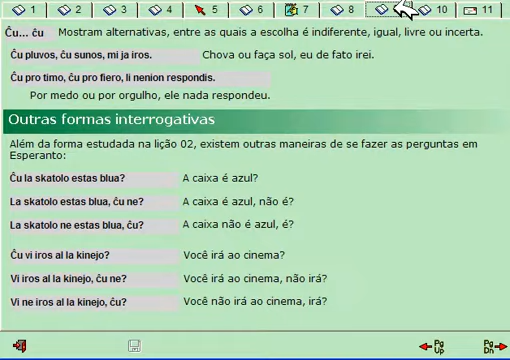 1 2 3 4 5 6 7 8 10 11
Ĉu... ĉu Mostram alternativas, entre as quais a escolha é indiferente, igual, livre ou incerta.
Ĉu pluvos, ĉu sunos, mi ja iros. Chova ou faça sol, eu de fato irei.
Ĉu pro timo, ĉu pro fiero, li nenion respondis.
Por medo ou por orgulho, ele nada respondeu.
Outras formas interrogativas
Além da forma estudada na lição 02, existem outras maneiras de se fazer as perguntas em
Esperanto:
Ĉu la skatolo estas blua? A caixa é azul?
La skatolo estas blua, ĉu ne? A caixa é azul, não é?
La skatolo ne estas blua, ĉu? A caixa não é azul, é?
Ĉu vi iros al la kinejo? Você irá ao cinema?
Vi iros al la kinejo, ĉu ne? Você irá ao cinema, não irá?
Vi ne iros al la kinejo, ĉu? Você não irá ao cinema, irá?
Pg Up Pg Dn